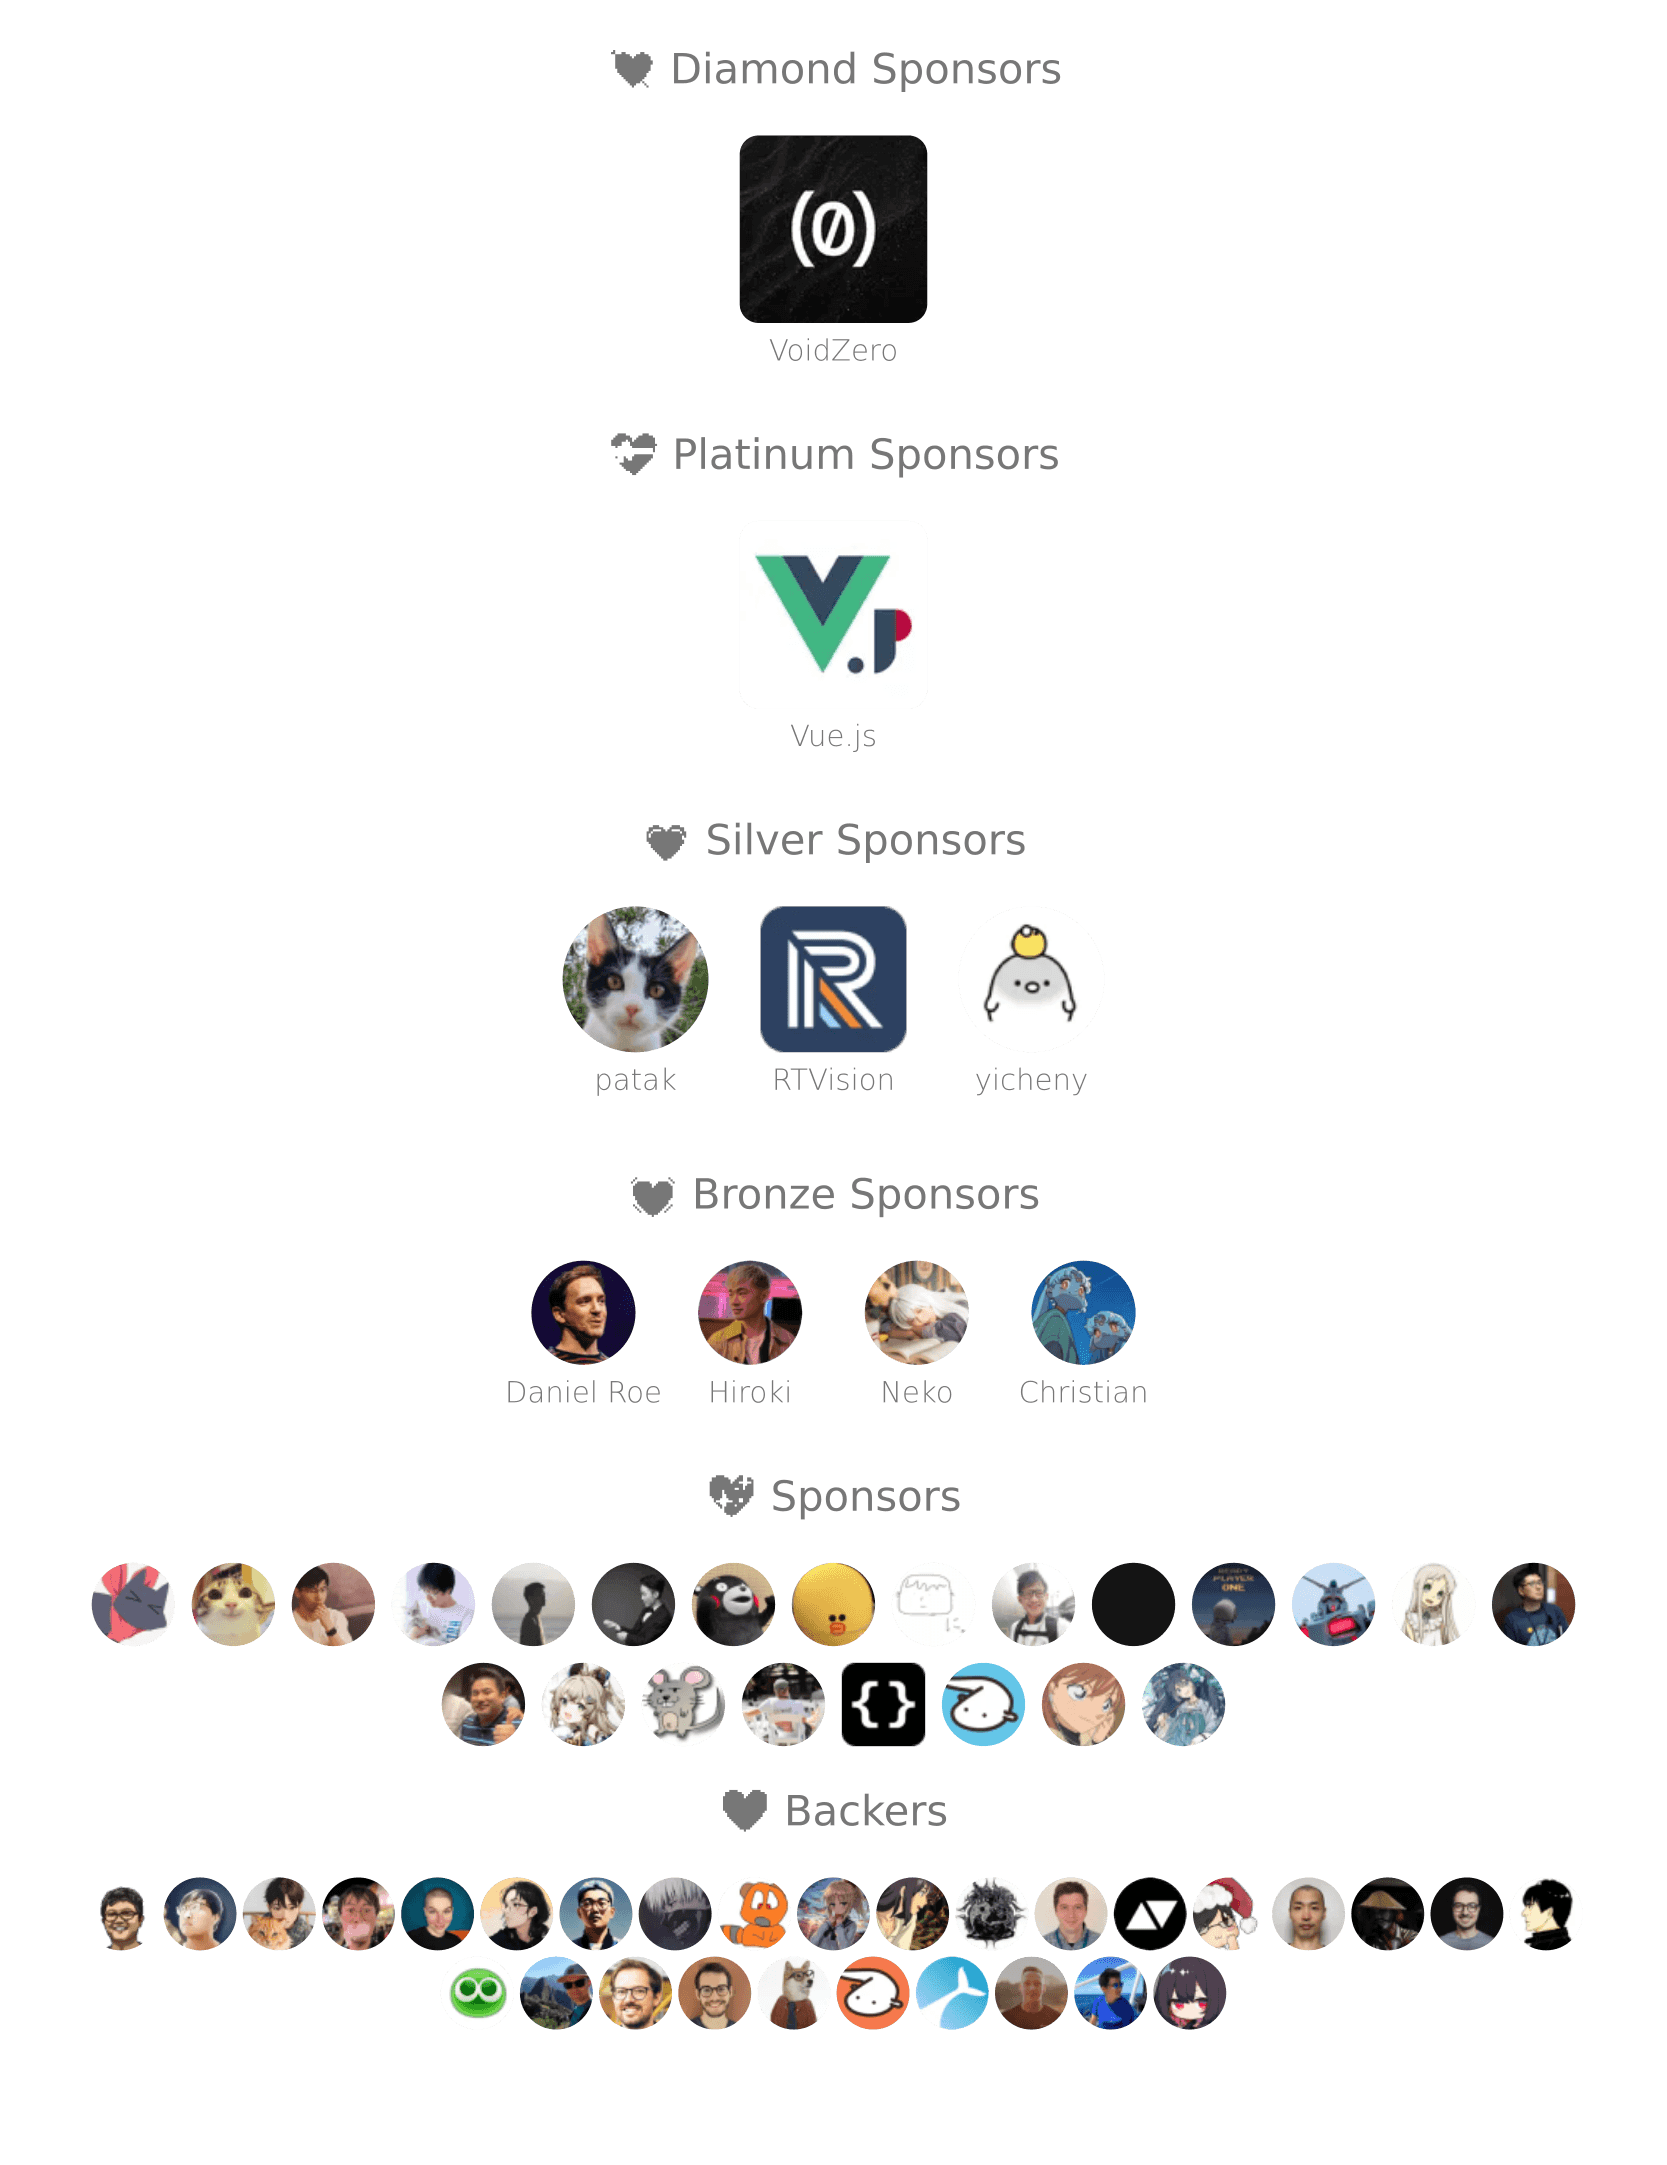 Diamond Sponsors
(0)
VoidZero
Platinum Sponsors
V.J
Vue.js
Silver Sponsors
R
patak RTVision yicheny
Bronze Sponsors
Daniel Roe Hiroki Neko Christian
Sponsors
READY
PLAYER
ONE
{}
Backers